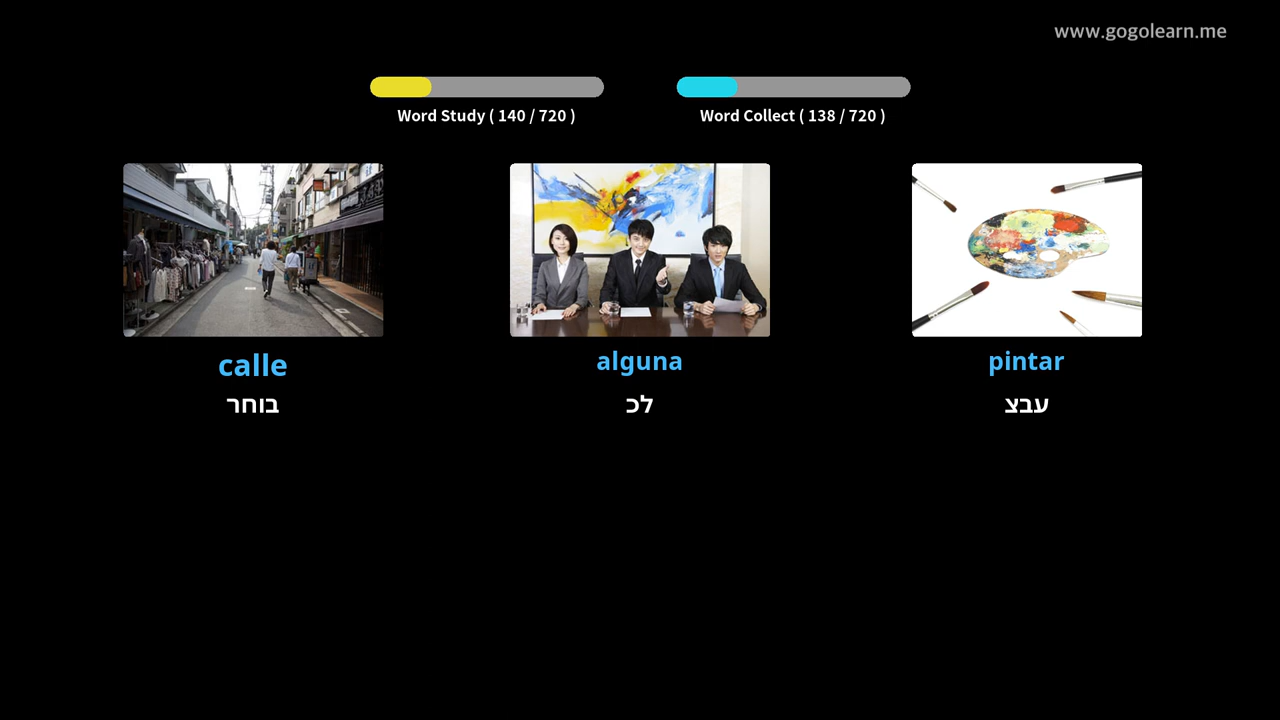 www.gogolearn.me
Word Study ( 140 / 720 )
Word Collect ( 138 / 720 )
calle
בוחר
alguna
לכ
pintar
עבצ